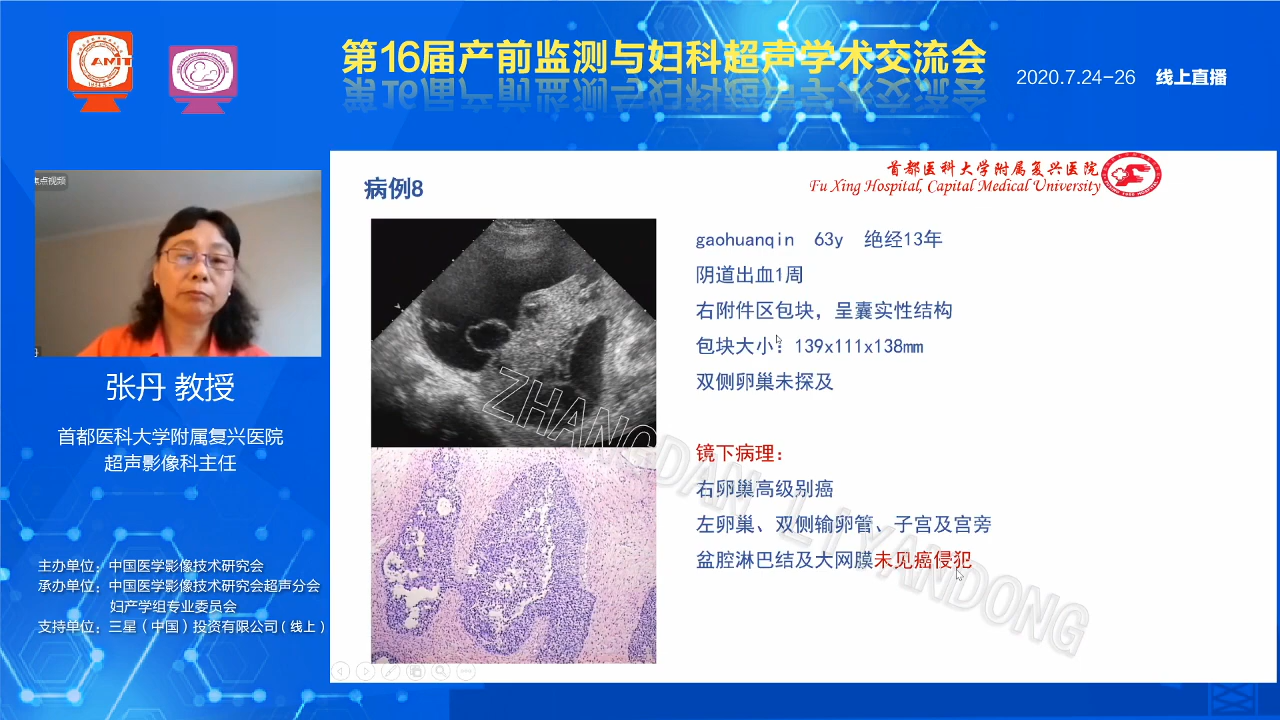 第16届产前监测与妇科超声学术交流会
2020.7.24-26 线上直播
CAMIT
焦点视频
张丹 教授
首都医科大学附属复兴医院
超声影像科主任
主办单位：中国医学影像技术研究会
承办单位：中国医学影像技术研究会超声分会
妇产学组专业委员会
支持单位：三星（中国）投资有限公司（线上）
首都医科大学附属复兴医院
Fu Xing Hospital, Capital Medical University
病例8
gaohuanqin 63y 绝经13年
阴道出血1周
右附件区包块，呈囊实性结构
包块大小：139x111x138mm
双侧卵巢未探及
镜下病理：
右卵巢高级别癌
左卵巢、双侧输卵管、子宫及宫旁
盆腔淋巴结及大网膜未见癌侵犯
ZHANGDAN LIYANDONG